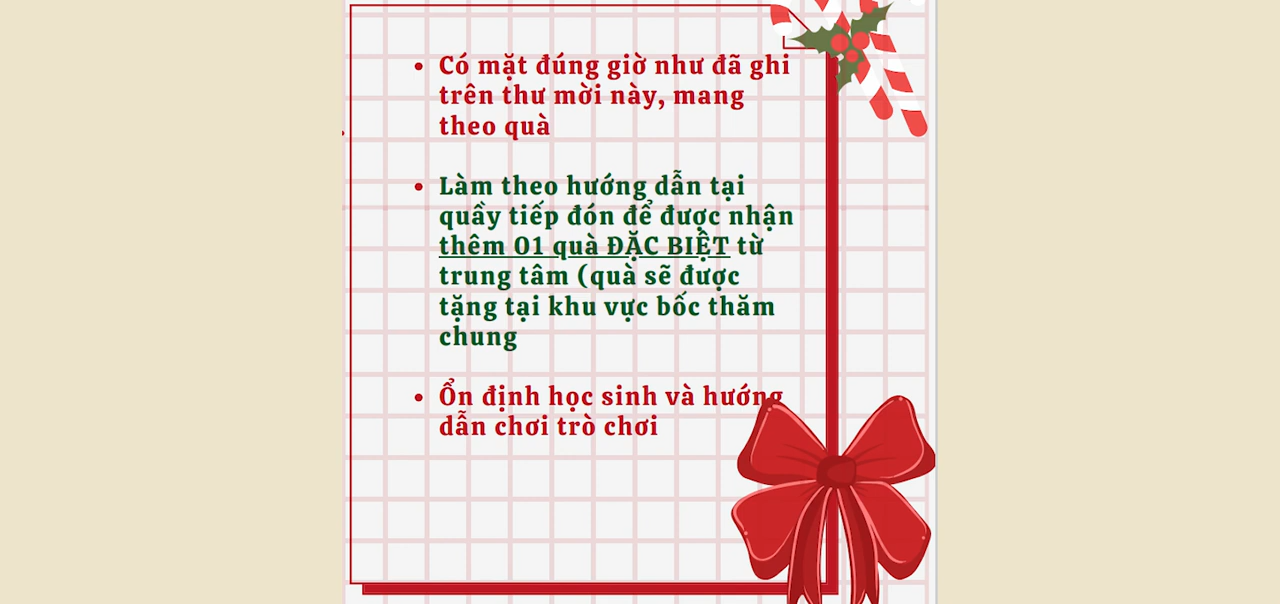 • Có mặt đúng giờ như đã ghi
trên thư mời này, mang
theo quà
• Làm theo hướng dẫn tại
quầy tiếp đón để được nhận
thêm 01 quà ĐẶC BIỆT từ
trung tâm (quà sẽ được
tặng tại khu vực bốc thăm
chung
• Ổn định học sinh và hướng
dẫn chơi trò chơi